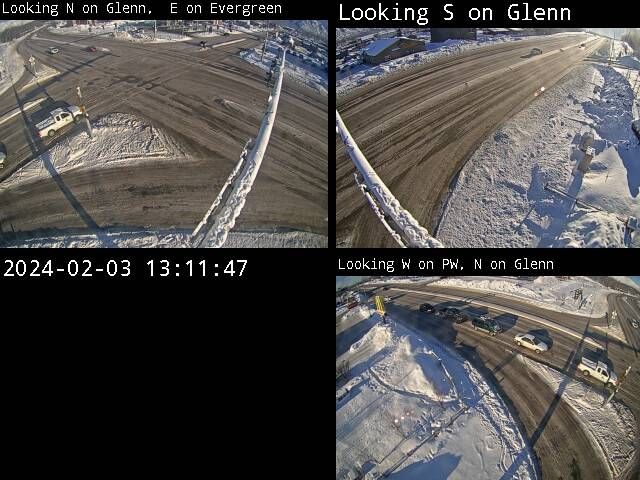 Looking N on Glenn,  E on Evergreen
Looking S on Glenn
2024-02-03 13:11:47
Looking W on PW, N on Glenn